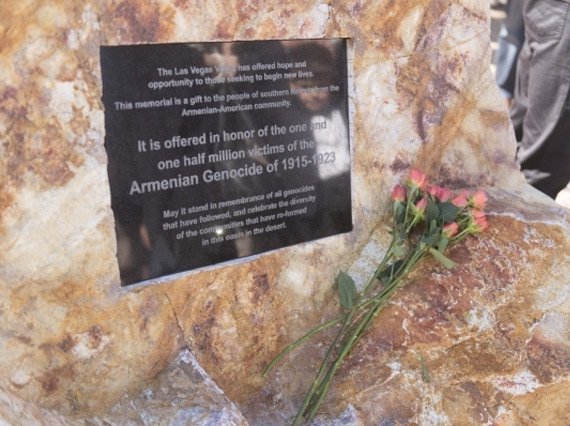 The Las Vegas Valley has offered hope and
opportunity to those seeking to begin new lives.
This memorial is a gift to the people of southern Nevada from the
Armenian-American community.
It is offered in honor of the one and
one half million victims of the
Armenian Genocide of 1915-1923
May it stand in remembrance of all genocides
that have followed, and celebrate the diversity
of the communities that have re-formed
in this oasis in the desert.